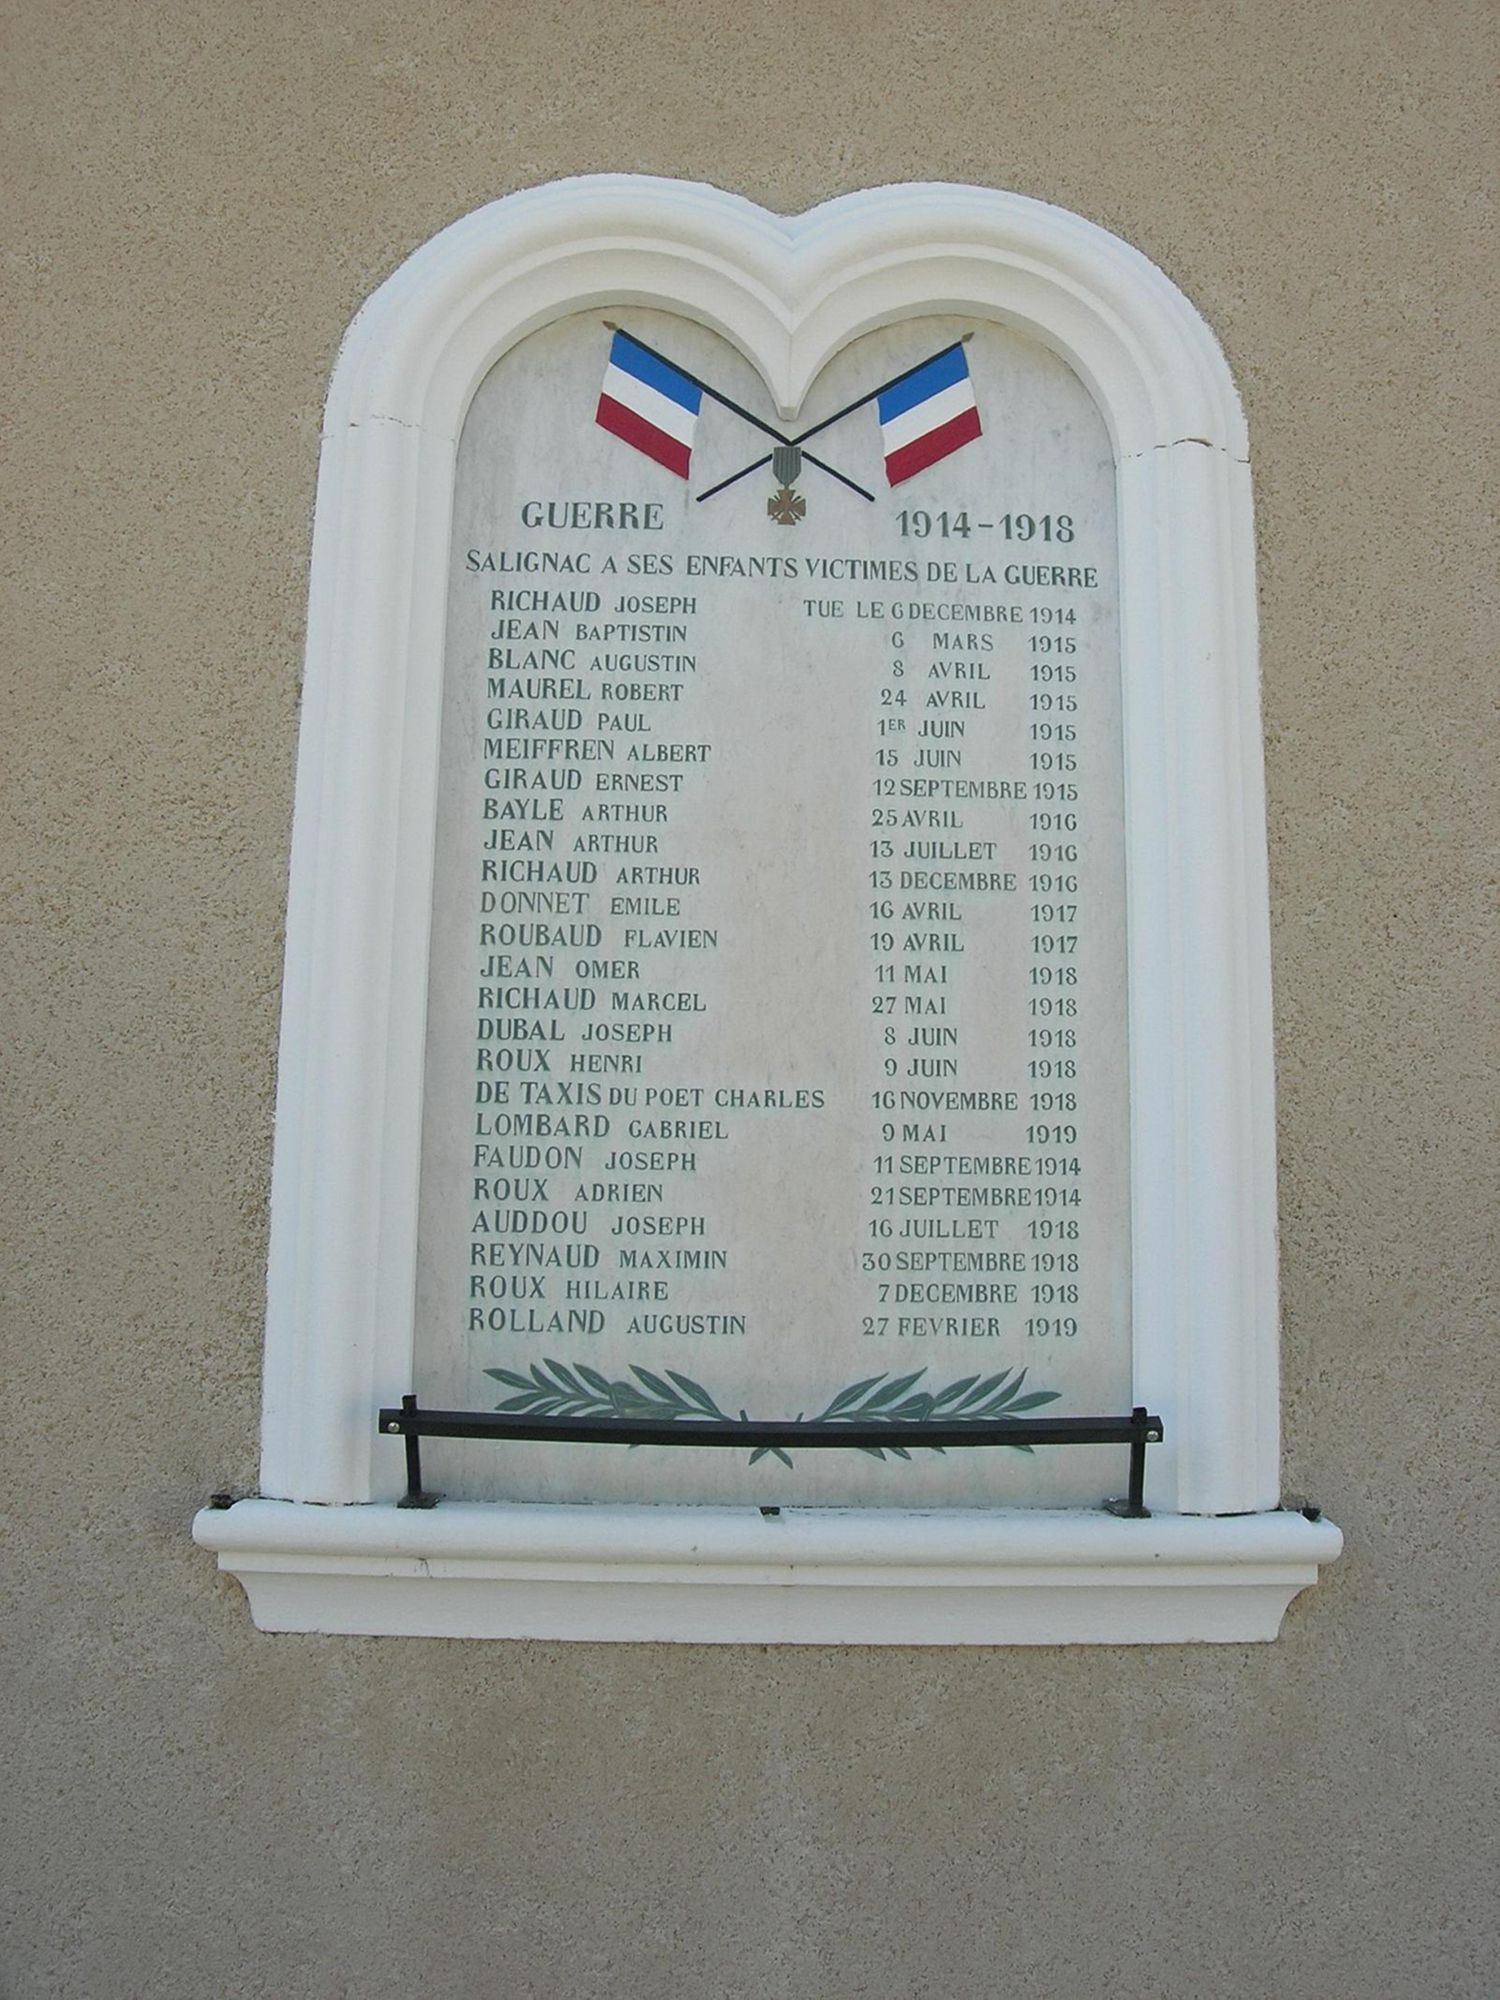 GUERRE 1914-1918
SALIGNAC A SES ENFANTS VICTIMES DE LA GUERRE
RICHAUD JOSEPH TUE LE 6 DECEMBRE 1914
JEAN BAPTISTIN 6 MARS 1915
BLANC AUGUSTIN 8 AVRIL 1915
MAUREL ROBERT 24 AVRIL 1915
GIRAUD PAUL 1ER JUIN 1915
MEIFFREN ALBERT 15 JUIN 1915
GIRAUD ERNEST 12 SEPTEMBRE 1915
BAYLE ARTHUR 25 AVRIL 1916
JEAN ARTHUR 13 JUILLET 1916
RICHAUD ARTHUR 13 DECEMBRE 1916
DONNET EMILE 16 AVRIL 1917
ROUBAUD FLAVIEN 19 AVRIL 1917
JEAN OMER 11 MAI 1918
RICHAUD MARCEL 27 MAI 1918
DUBAL JOSEPH 8 JUIN 1918
ROUX HENRI 9 JUIN 1918
DE TAXIS DU POET CHARLES 16 NOVEMBRE 1918
LOMBARD GABRIEL 9 MAI 1919
FAUDON JOSEPH 11 SEPTEMBRE 1914
ROUX ADRIEN 21 SEPTEMBRE 1914
AUDDOU JOSEPH 16 JUILLET 1918
REYNAUD MAXIMIN 30 SEPTEMBRE 1918
ROUX HILAIRE 7 DECEMBRE 1918
ROLLAND AUGUSTIN 27 FEVRIER 1919